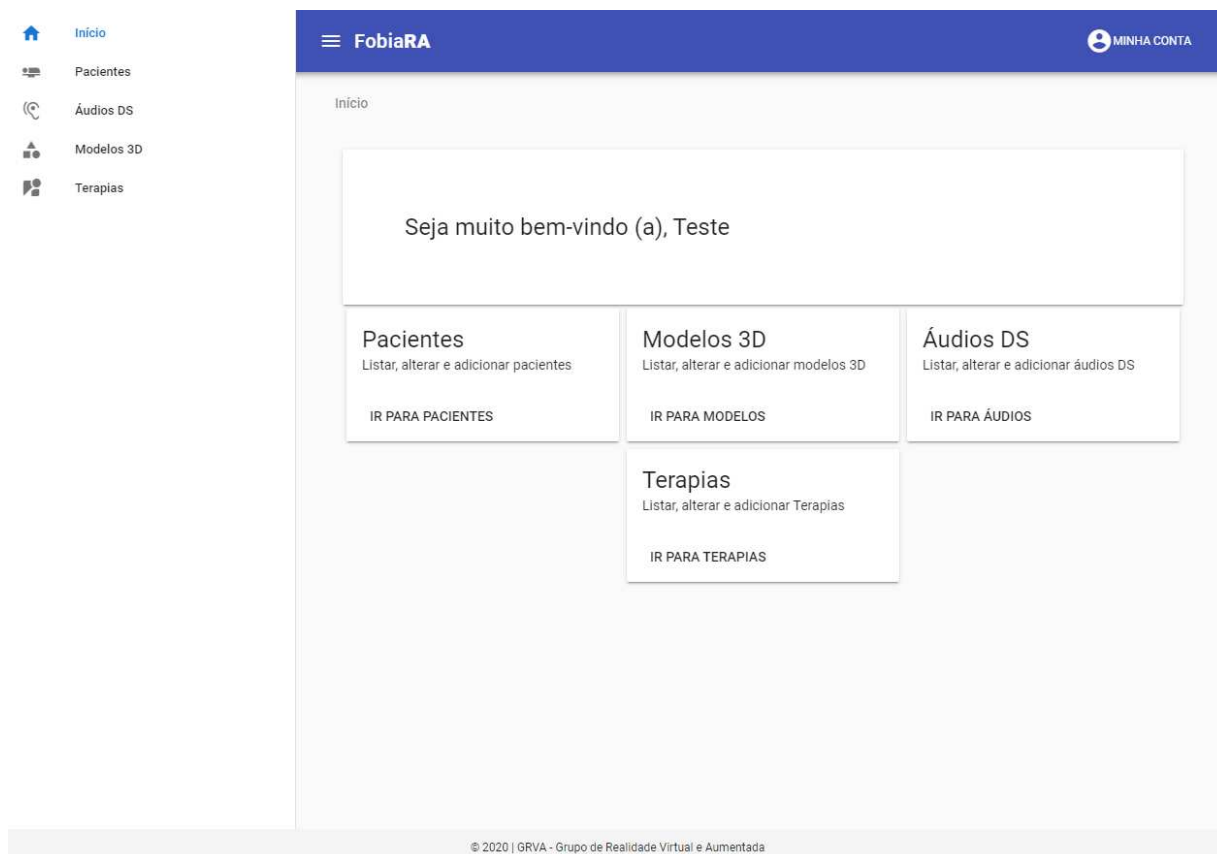 Início
Pacientes
Áudios DS
Modelos 3D
Terapias
FobiaRA
MINHA CONTA
Início
Seja muito bem-vindo (a), Teste
Pacientes
Listar, alterar e adicionar pacientes
IR PARA PACIENTES
Modelos 3D
Listar, alterar e adicionar modelos 3D
IR PARA MODELOS
Áudios DS
Listar, alterar e adicionar áudios DS
IR PARA ÁUDIOS
Terapias
Listar, alterar e adicionar Terapias
IR PARA TERAPIAS
© 2020 | GRVA - Grupo de Realidade Virtual e Aumentada